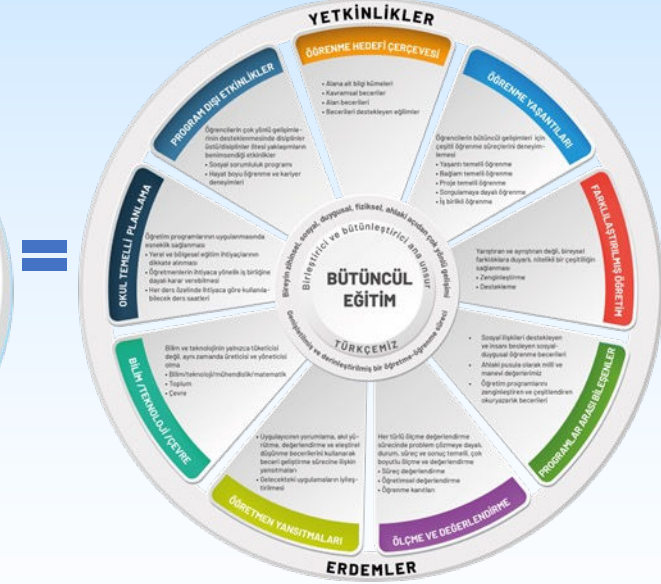 YETKİNLİKLER
ÖĞRENME HEDEFİ ÇERÇEVESİ
• Alana ait bilgi kümeleri
• Kavramsal beceriler
• Alan becerileri
• Becerileri destekleyen eğilimler
ÖĞRENME YAŞANTILARI
Öğrencilerin bütüncül gelişimleri için
çeşitli öğrenme süreçlerini deneyim-
lemesi
• Yaşantı temelli öğrenme
• Bağlam temelli öğrenme
• Proje temelli öğrenme
• Sorgulamaya dayalı öğrenme
• İş birlikli öğrenme
FARKLILAŞTIRILMIŞ ÖĞRETİM
Yarıştıran ve ayrıştıran değil, bireysel
farklılıklara duyarlı, nitelikli bir çeşitliliğin
sağlanması
• Zenginleştirme
• Destekleme
PROGRAMLAR ARASI BİLEŞENLER
• Sosyal ilişkileri destekleyen
ve insanı besleyen sosyal-
duygusal öğrenme becerileri
• Ahlaki pusula olarak millî ve
manevi değerlerimiz
• Öğretim programlarını
zenginleştiren ve çeşitlendiren
okuryazarlık becerileri
ÖLÇME VE DEĞERLENDİRME
Her türlü ölçme değerlendirme
sürecinde problem çözmeye dayalı,
durum, süreç ve sonuç temelli, çok
boyutlu ölçme ve değerlendirme
• Süreç değerlendirme
• Öğretimsel değerlendirme
• Öğrenme kanıtları
ÖĞRETMEN YANSITMALARI
• Uygulayıcının yorumlama, akıl yü-
rütme, değerlendirme ve eleştirel
düşünme becerilerini kullanarak
beceri geliştirme sürecine ilişkin
yansıtmaları
• Gelecekteki uygulamaların iyileş-
tirilmesi
BİLİM /TEKNOLOJİ /ÇEVRE
Bilim ve teknolojinin yalnızca tüketicisi
değil, aynı zamanda üreticisi ve yöneticisi
olma
• Bilim/teknoloji/mühendislik/matematik
• Toplum
• Çevre
OKUL TEMELLİ PLANLAMA
Öğretim programlarının uygulanmasında
esneklik sağlanması
• Yerel ve bölgesel eğitim ihtiyaçlarının
dikkate alınması
• Öğretmenlerin ihtiyaca yönelik iş birliğine
dayalı karar verebilmesi
• Her ders özelinde ihtiyaca göre kullanıla-
bilecek ders saatleri
PROGRAM DIŞI ETKİNLİKLER
Öğrencilerin çok yönlü gelişimle-
rinin desteklenmesinde disiplinler
üstü/disiplinler ötesi yaklaşımların
benimsendiği etkinlikler
• Sosyal sorumluluk programı
• Hayat boyu öğrenme ve kariyer
deneyimleri
Bireyin zihinsel, sosyal, duygusal, fiziksel, ahlaki açıdan çok yönlü gelişimi
Birleştirici ve bütünleştirici ana unsur
BÜTÜNCÜL
EĞİTİM
TÜRKÇEMİZ
Genişletilmiş ve derinleştirilmiş bir öğretme-öğrenme süreci
ERDEMLER